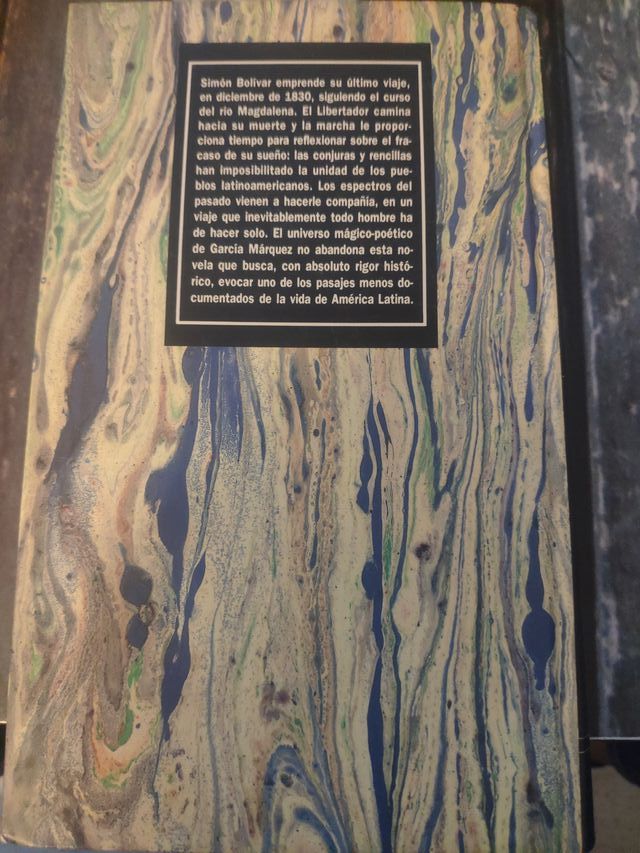 Simón Bolívar emprende su último viaje,
en diciembre de 1830, siguiendo el curso
del río Magdalena. El Libertador camina
hacia su muerte y la marcha le propor-
ciona tiempo para reflexionar sobre el fra-
caso de su sueño: las conjuras y rencillas
han imposibilitado la unidad de los pue-
blos latinoamericanos. Los espectros del
pasado vienen a hacerle compañía, en un
viaje que inevitablemente todo hombre ha
de hacer solo. El universo mágico-poético
de García Márquez no abandona esta no-
vela que busca, con absoluto rigor histó-
rico, evocar uno de los pasajes menos do-
cumentados de la vida de América Latina.